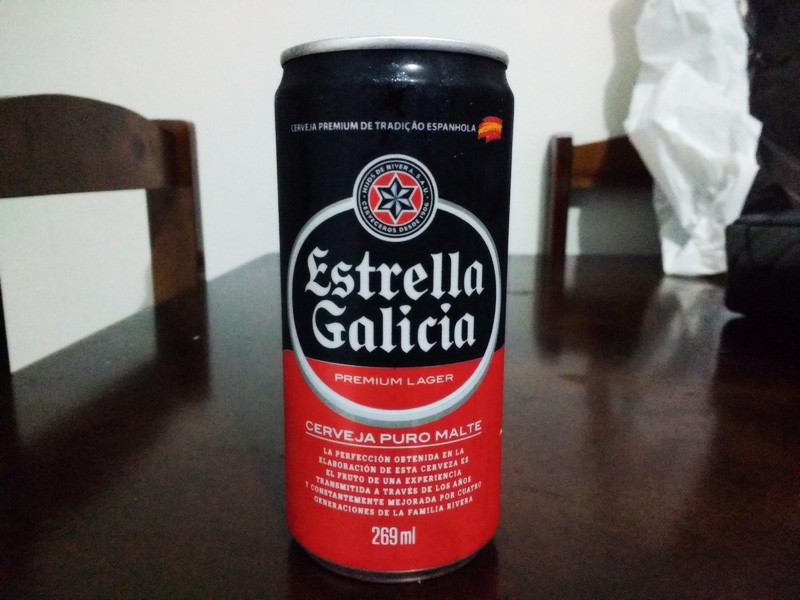 CERVEJA PREMIUM DE TRADIÇÃO ESPANHOLA
HIJOS DE RIVERA S.A.U.
CERVECEROS DESDE 1906
Estrella
Galicia
PREMIUM LAGER
CERVEJA PURO MALTE
LA PERFECCIÓN OBTENIDA EN LA
ELABORACIÓN DE ESTA CERVEZA ES
EL FRUTO DE UNA EXPERIENCIA
TRANSMITIDA A TRAVÉS DE LOS AÑOS
Y CONSTANTEMENTE MEJORADA POR CUATRO
GENERACIONES DE LA FAMILIA RIVERA
269 ml